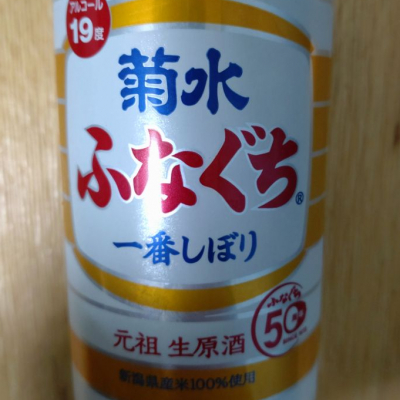 アルコール
19度
菊水
ふなぐち®
一番しぼり
ふなぐち
50
元祖 生原酒
新潟県産米100%使用